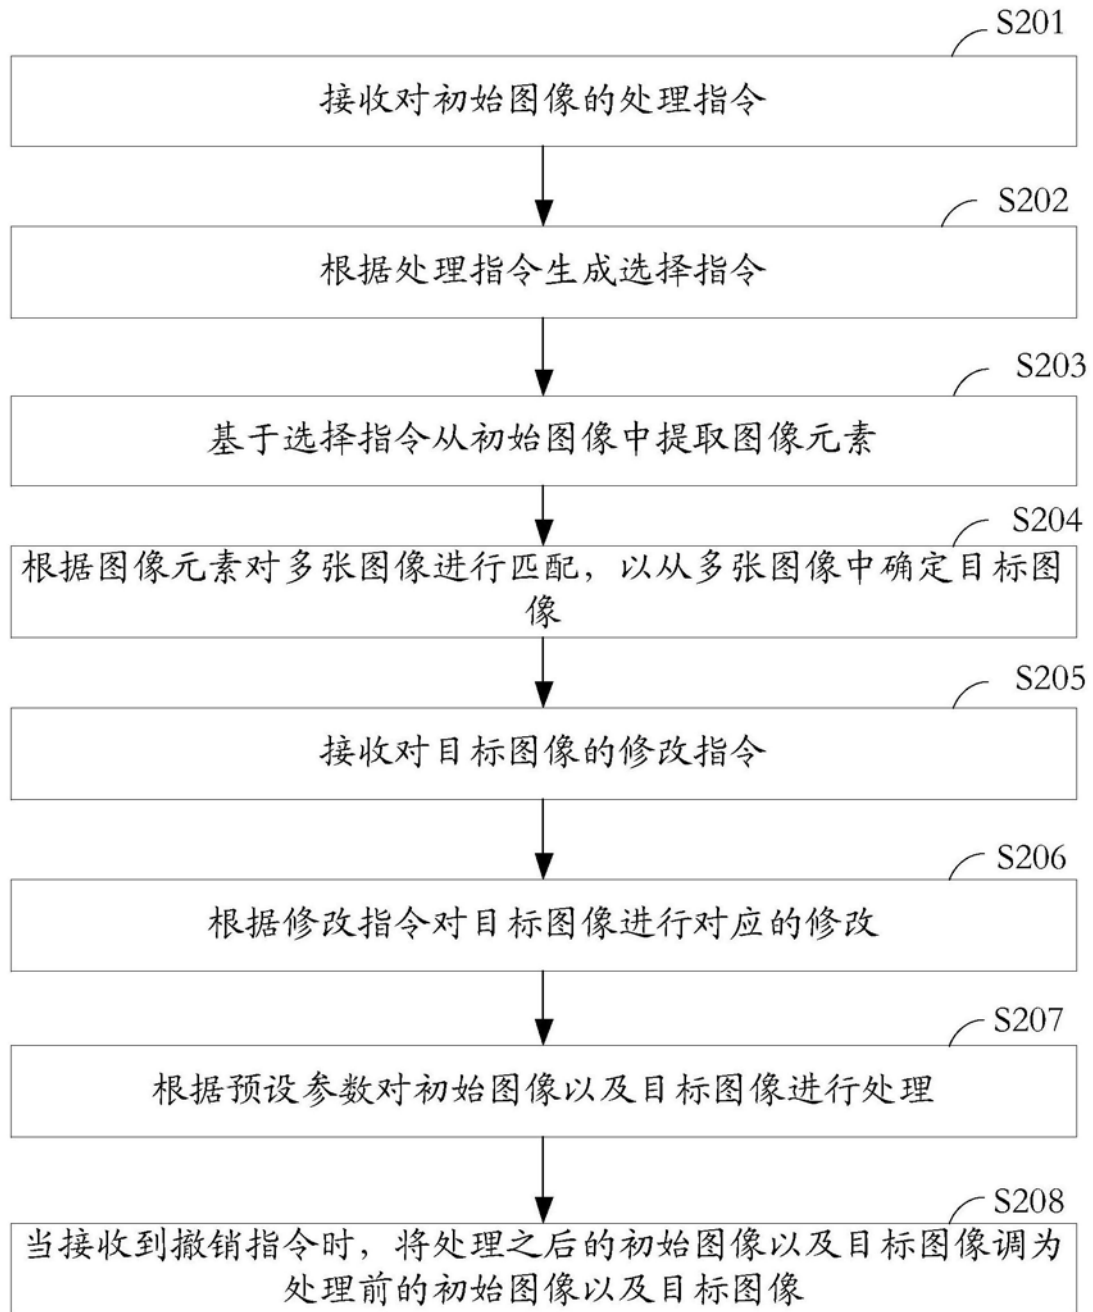 S201
接收对初始图像的处理指令
S202
根据处理指令生成选择指令
S203
基于选择指令从初始图像中提取图像元素
S204
根据图像元素对多张图像进行匹配，以从多张图像中确定目标图
像
S205
接收对目标图像的修改指令
S206
根据修改指令对目标图像进行对应的修改
S207
根据预设参数对初始图像以及目标图像进行处理
S208
当接收到撤销指令时，将处理之后的初始图像以及目标图像调为
处理前的初始图像以及目标图像